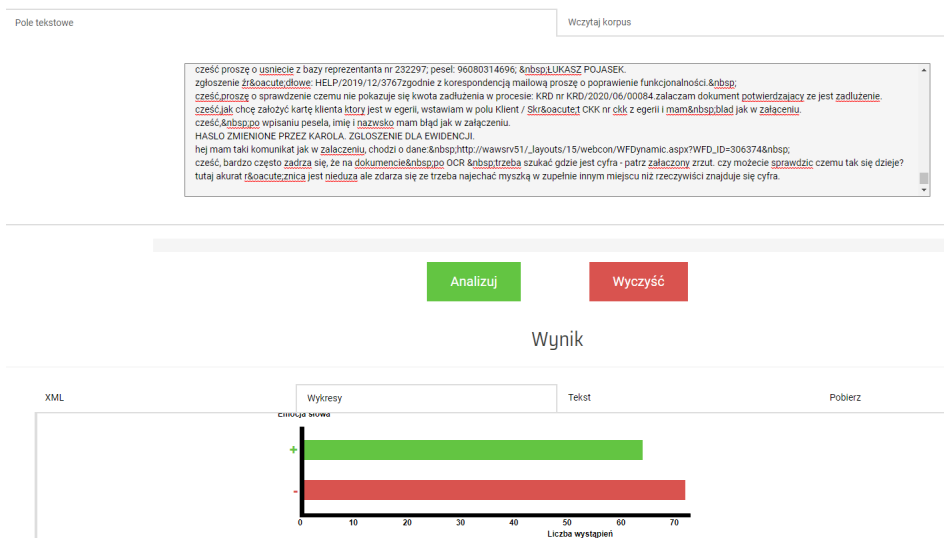 Pole tekstowe
Wczytaj korpus
cześć proszę o usniecie z bazy reprezentanta nr 232297; pesel: 96080314696; &nbsp;ŁUKASZ POJASEK.
zgłoszenie źr&oacute;dłowe: HELP/2019/12/3767zgodnie z korespondencją mailową proszę o poprawienie funkcjonalności.&nbsp;
cześć,proszę o sprawdzenie czemu nie pokazuje się kwota zadłużenia w procesie: KRD nr KRD/2020/06/00084.zalaczam dokument potwierdzajacy ze jest zadlużenie.
cześć,jak chcę założyć kartę klienta ktory jest w egerii, wstawiam w polu Klient / Skr&oacute;t CKK nr ckk z egerii i mam&nbsp;blad jak w załączeniu.
cześć,&nbsp;po wpisaniu pesela, imię i nazwsko mam błąd jak w załączeniu.
HASLO ZMIENIONE PRZEZ KAROLA. ZGLOSZENIE DLA EWIDENCJI.
hej mam taki komunikat jak w zalaczeniu, chodzi o dane:&nbsp;http://wawsrv51/_layouts/15/webcon/WFDynamic.aspx?WFD_ID=306374&nbsp;
cześć, bardzo często zadrza się, że na dokumencie&nbsp;po OCR &nbsp;trzeba szukać gdzie jest cyfra - patrz załaczony zrzut. czy możecie sprawdzic czemu tak się dzieje?
tutaj akurat r&oacute;znica jest nieduza ale zdarza się ze trzeba najechać myszką w zupełnie innym miejscu niż rzeczywiści znajduje się cyfra.
Analizuj
Wyczyść
Wynik
XML
Wykresy
Tekst
Pobierz
Emocja słowa
+
-
0 10 20 30 40 50 60 70
Liczba wystąpień